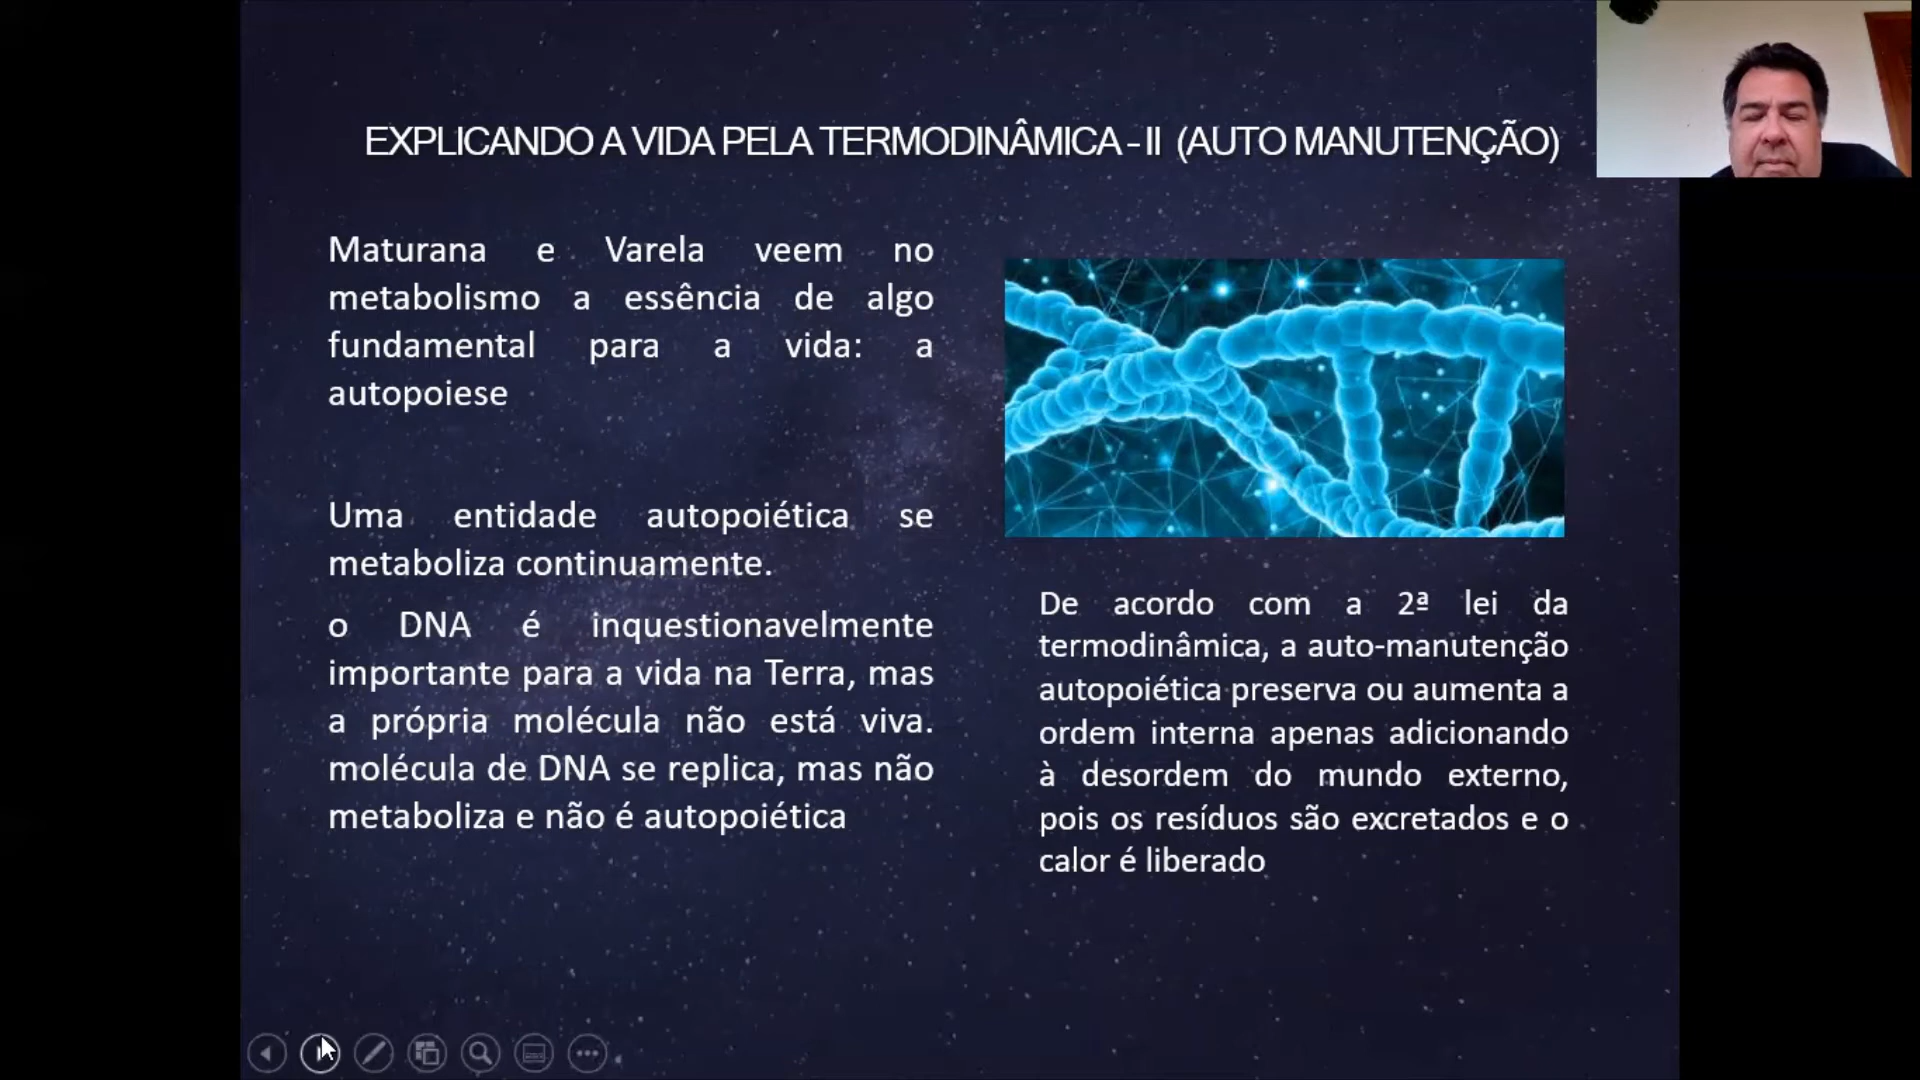 EXPLICANDO A VIDA PELA TERMODINÂMICA - II (AUTO MANUTENÇÃO)
Maturana e Varela veem no
metabolismo a essência de algo
fundamental para a vida: a
autopoiese
Uma entidade autopoiética se
metaboliza continuamente.
o DNA é inquestionavelmente
importante para a vida na Terra, mas
a própria molécula não está viva.
molécula de DNA se replica, mas não
metaboliza e não é autopoiética
De acordo com a 2ª lei da
termodinâmica, a auto-manutenção
autopoiética preserva ou aumenta a
ordem interna apenas adicionando
à desordem do mundo externo,
pois os resíduos são excretados e o
calor é liberado